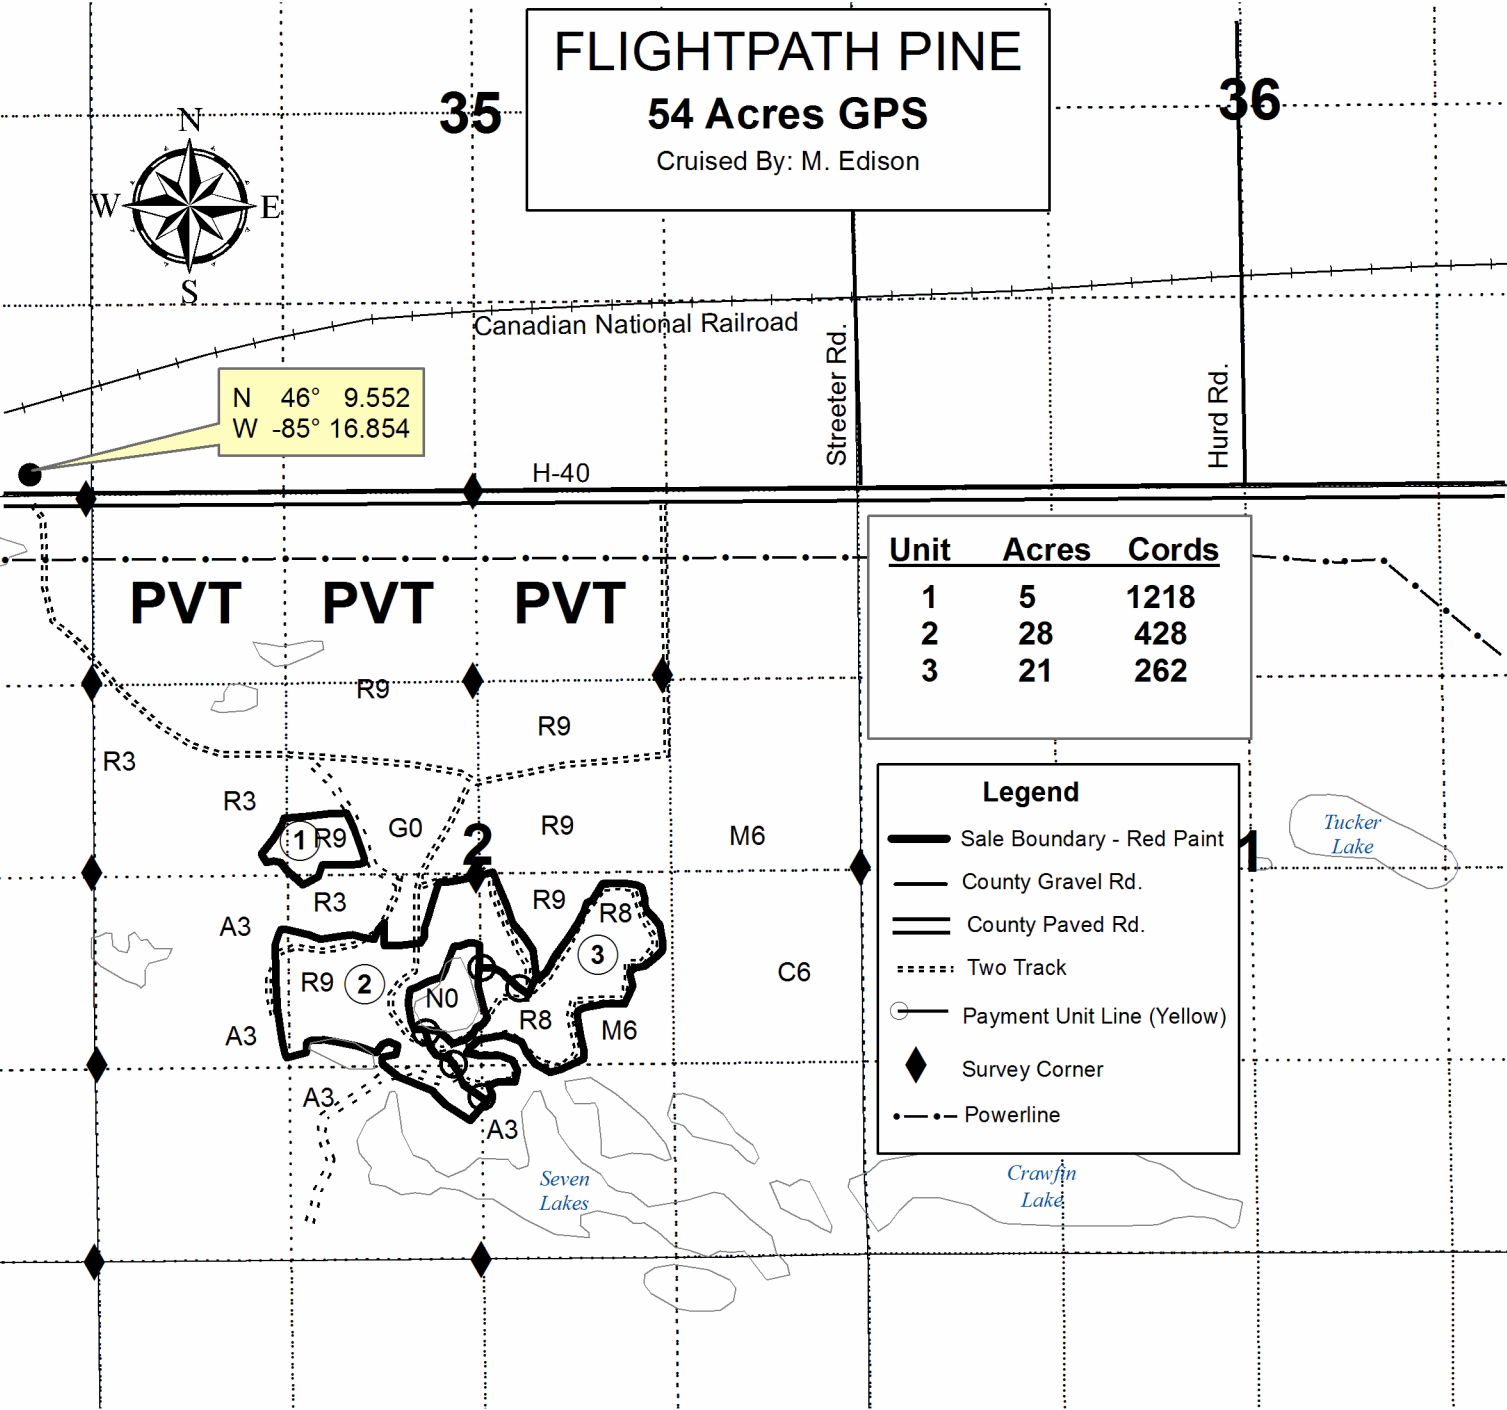 FLIGHTPATH PINE
54 Acres GPS
Cruised By: M. Edison
35
36
N
W
E
S
Canadian National Railroad
Streeter Rd.
Hurd Rd.
N 46° 9.552
W -85° 16.854
H-40
PVT PVT PVT
Unit Acres Cords
1 5 1218
2 28 428
3 21 262
R9
R9
R3
R3
G0
R9
M6
2
1
1 R9
R3
A3
R9
R8
3
R9 2
N0
R8
C6
M6
A3
A3
A3
Legend
Sale Boundary - Red Paint
County Gravel Rd.
County Paved Rd.
Two Track
Payment Unit Line (Yellow)
Survey Corner
Powerline
Tucker
Lake
Seven
Lakes
Crawfin
Lake